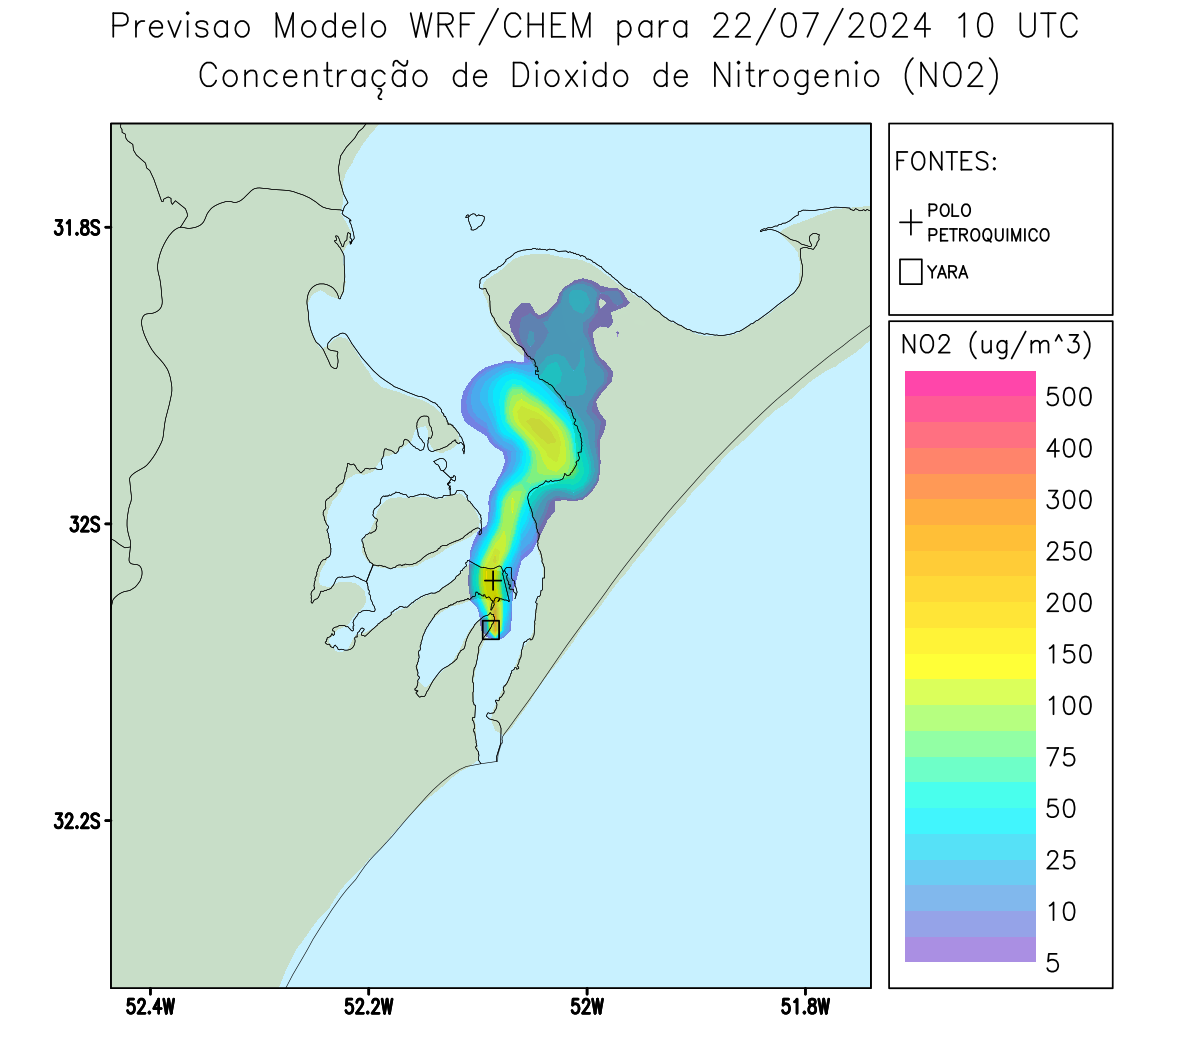 Previsao Modelo WRF/CHEM para 22/07/2024 10 UTC
Concentração de Dioxido de Nitrogenio (NO2)
FONTES:
POLO
PETROQUIMICO
YARA
NO2 (ug/m^3)
500
400
300
250
200
150
100
75
50
25
10
5
31.8S
32S
32.2S
52.4W
52.2W
52W
51.8W